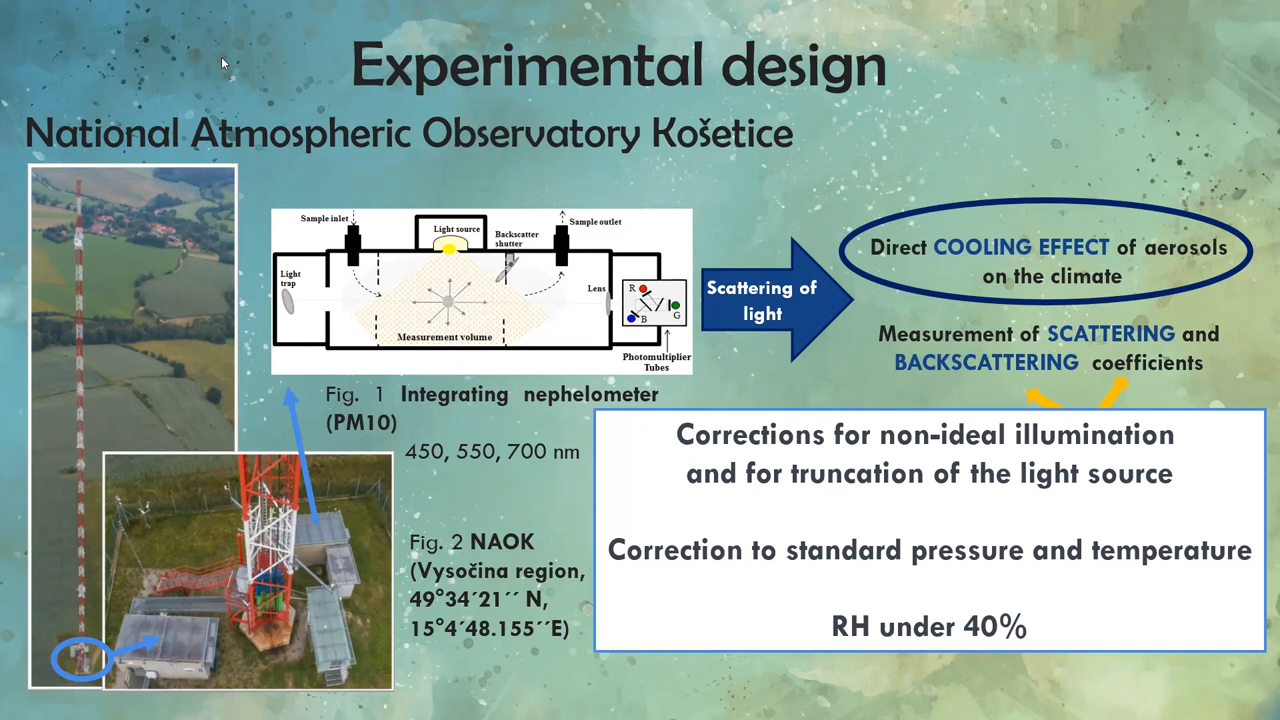 Experimental design
National Atmospheric Observatory Košetice
Sample inlet
Light source
Sample outlet
Backscatter
shutter
Light
trap
Lens
R
G
B
Measurement volume
Photomultiplier
Tubes
Scattering of
light
Direct COOLING EFFECT of aerosols
on the climate
Measurement of SCATTERING and
BACKSCATTERING coefficients
Fig. 1 Integrating nephelometer
(PM10)
450, 550, 700 nm
Corrections for non-ideal illumination
and for truncation of the light source
Correction to standard pressure and temperature
RH under 40%
Fig. 2 NAOK
(Vysočina region,
49°34´21´´ N,
15°4´48.155´´E)